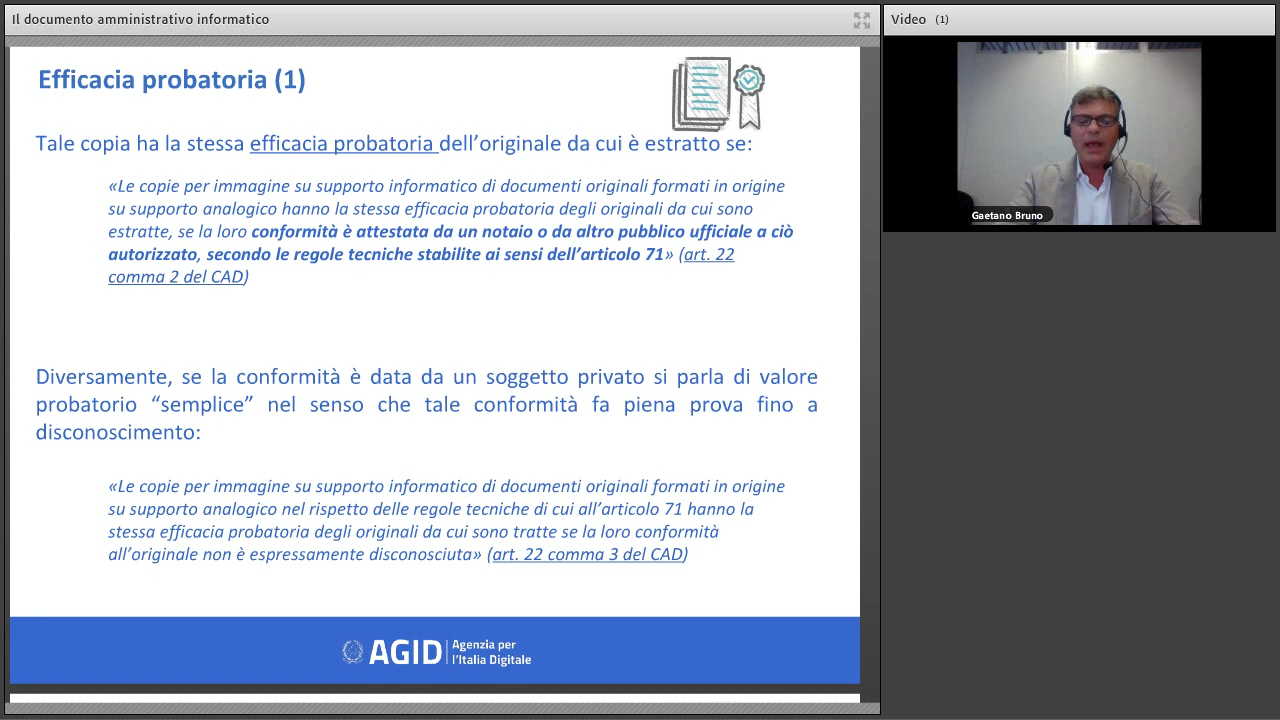 Il documento amministrativo informatico
Video (1)
Efficacia probatoria (1)
Tale copia ha la stessa efficacia probatoria dell’originale da cui è estratto se:
«Le copie per immagine su supporto informatico di documenti originali formati in origine
su supporto analogico hanno la stessa efficacia probatoria degli originali da cui sono
estratte, se la loro conformità è attestata da un notaio o da altro pubblico ufficiale a ciò
autorizzato, secondo le regole tecniche stabilite ai sensi dell’articolo 71» (art. 22
comma 2 del CAD)
Diversamente, se la conformità è data da un soggetto privato si parla di valore
probatorio “semplice” nel senso che tale conformità fa piena prova fino a
disconoscimento:
«Le copie per immagine su supporto informatico di documenti originali formati in origine
su supporto analogico nel rispetto delle regole tecniche di cui all’articolo 71 hanno la
stessa efficacia probatoria degli originali da cui sono tratte se la loro conformità
all’originale non è espressamente disconosciuta» (art. 22 comma 3 del CAD)
AGID Agenzia per
l’Italia Digitale
Gaetano Bruno